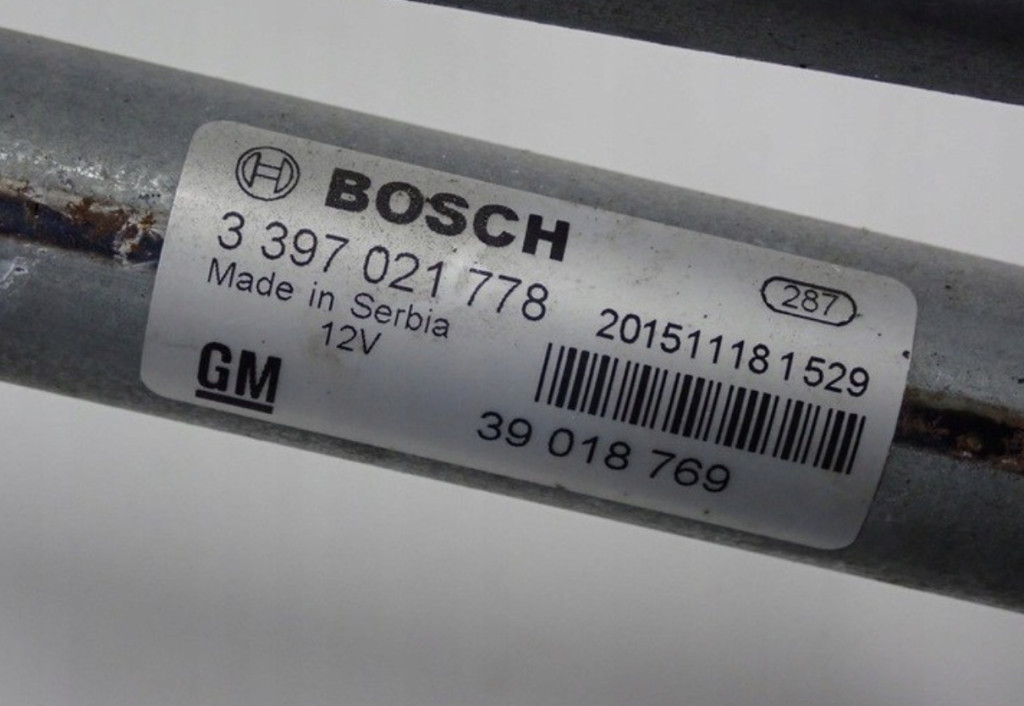 BOSCH
3 397 021 778
Made in Serbia
12V
GM
287
201511181529
39 018 769